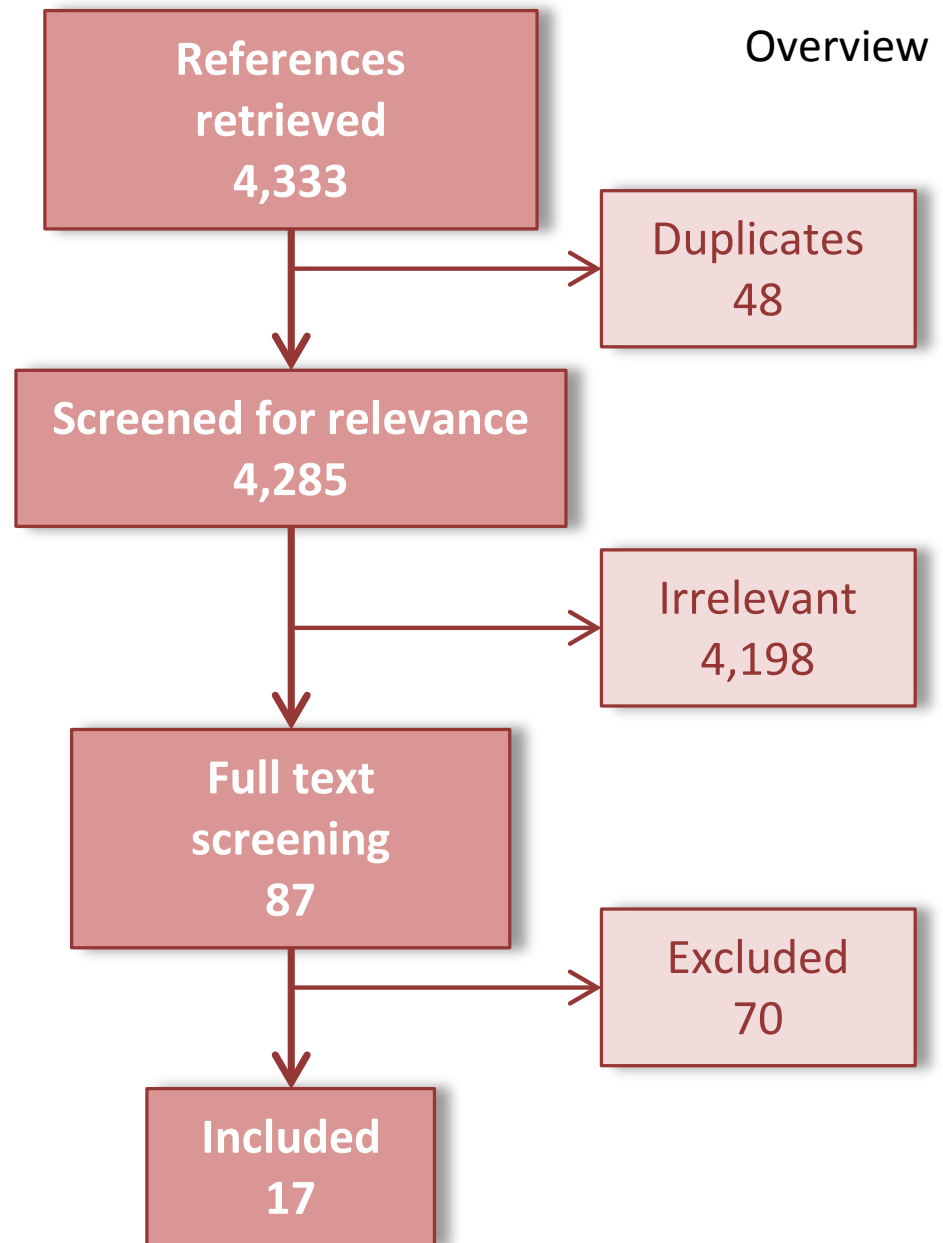 Overview
References
retrieved
4,333
Duplicates
48
Screened for relevance
4,285
Irrelevant
4,198
Full text
screening
87
Excluded
70
Included
17